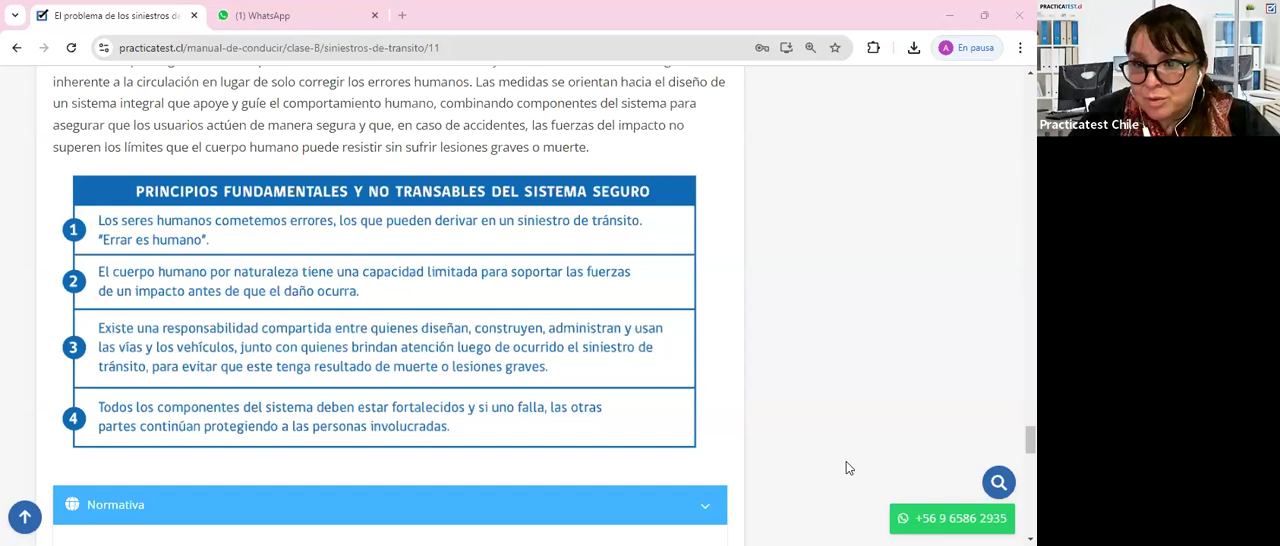 El problema de los siniestros de
(1) WhatsApp
practicatest.cl/manual-de-conducir/clase-B/siniestros-de-transito/11
A
En pausa
inherente a la circulación en lugar de solo corregir los errores humanos. Las medidas se orientan hacia el diseño de
un sistema integral que apoye y guíe el comportamiento humano, combinando componentes del sistema para
asegurar que los usuarios actúen de manera segura y que, en caso de accidentes, las fuerzas del impacto no
superen los límites que el cuerpo humano puede resistir sin sufrir lesiones graves o muerte.
PRINCIPIOS FUNDAMENTALES Y NO TRANSABLES DEL SISTEMA SEGURO
1 Los seres humanos cometemos errores, los que pueden derivar en un siniestro de tránsito.
"Errar es humano".
2 El cuerpo humano por naturaleza tiene una capacidad limitada para soportar las fuerzas
de un impacto antes de que el daño ocurra.
3 Existe una responsabilidad compartida entre quienes diseñan, construyen, administran y usan
las vías y los vehículos, junto con quienes brindan atención luego de ocurrido el siniestro de
tránsito, para evitar que este tenga resultado de muerte o lesiones graves.
4 Todos los componentes del sistema deben estar fortalecidos y si uno falla, las otras
partes continúan protegiendo a las personas involucradas.
Normativa
+56 9 6586 2935
PRACTICATEST.cl
Practicatest Chile